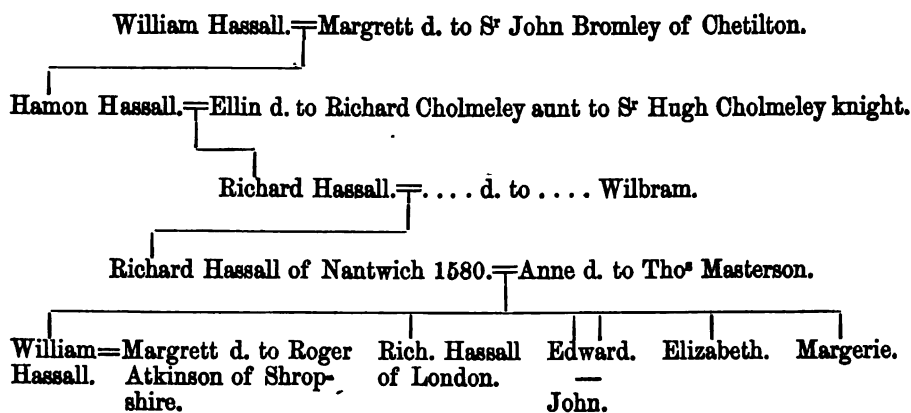 William Hassall.=Margrett d. to Sr John Bromley of Chetilton.
Hamon Hassall.=Ellin d. to Richard Cholmeley aunt to Sr Hugh Cholmeley knight.
Richard Hassall.=.... d. to .... Wilbram.
Richard Hassall of Nantwich 1580.=Anne d. to Thos Masterson.
William=Margrett d. to Roger Rich. Hassall Edward. Elizabeth. Margerie.
Hassall. Atkinson of Shrop- of London. —
shire. John.